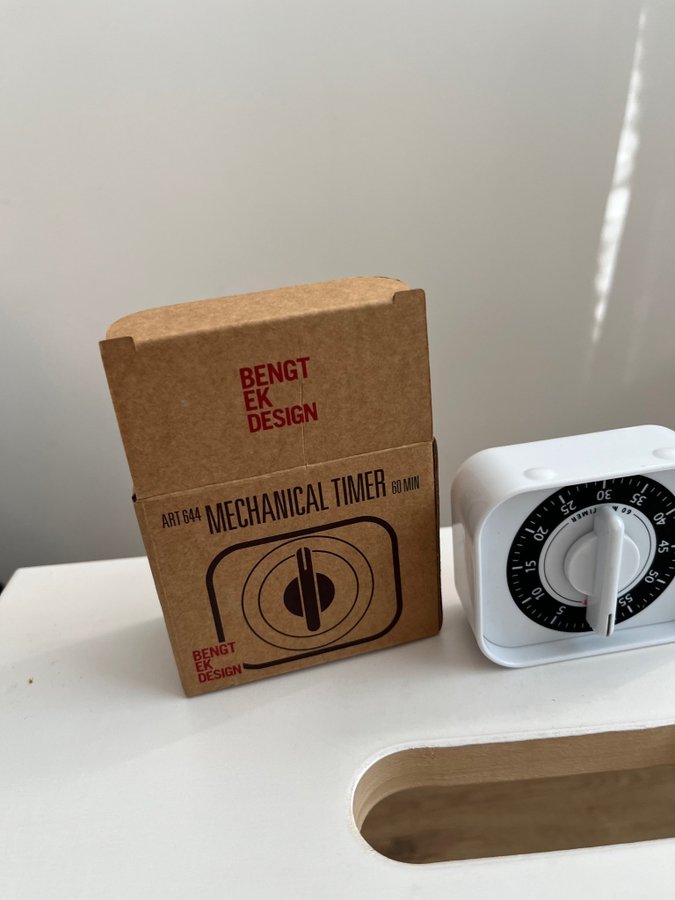 BENGT
EK
DESIGN
ART 644 MECHANICAL TIMER 60 MIN
BENGT
EK
DESIGN
5
10
15
20
25
30
35
40
45
50
55
60 MIN TIMER